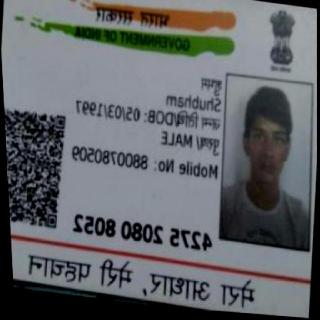 भारत सरकार
GOVERNMENT OF INDIA
शुभम
Shubham
जन्म तिथि/DOB: 05/03/1997
पुरुष/ MALE
Mobile No: 8800780509
4275 2080 8052
मेरा आधार, मेरी पहचान